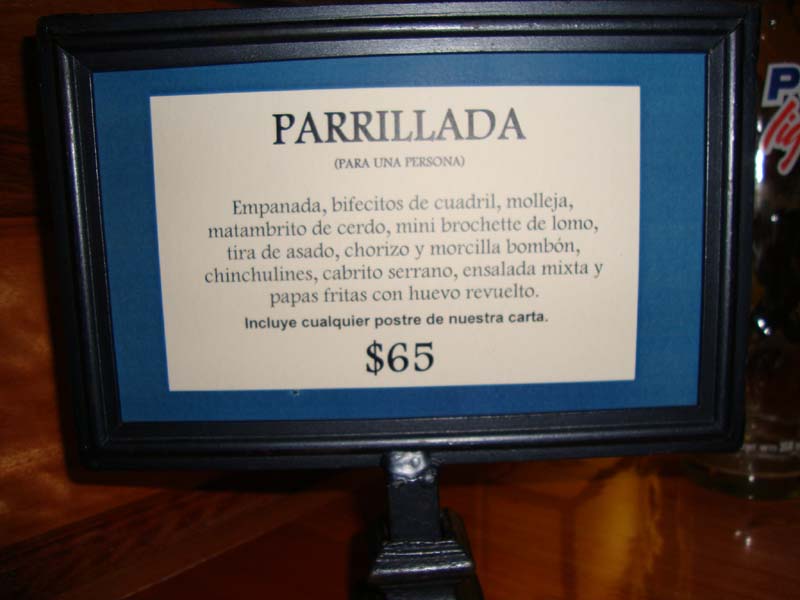 PARRILLADA
(PARA UNA PERSONA)
Empanada, bifecitos de cuadril, molleja,
matambrito de cerdo, mini brochette de lomo,
tira de asado, chorizo y morcilla bombón,
chinchulines, cabrito serrano, ensalada mixta y
papas fritas con huevo revuelto.
Incluye cualquier postre de nuestra carta.
$65